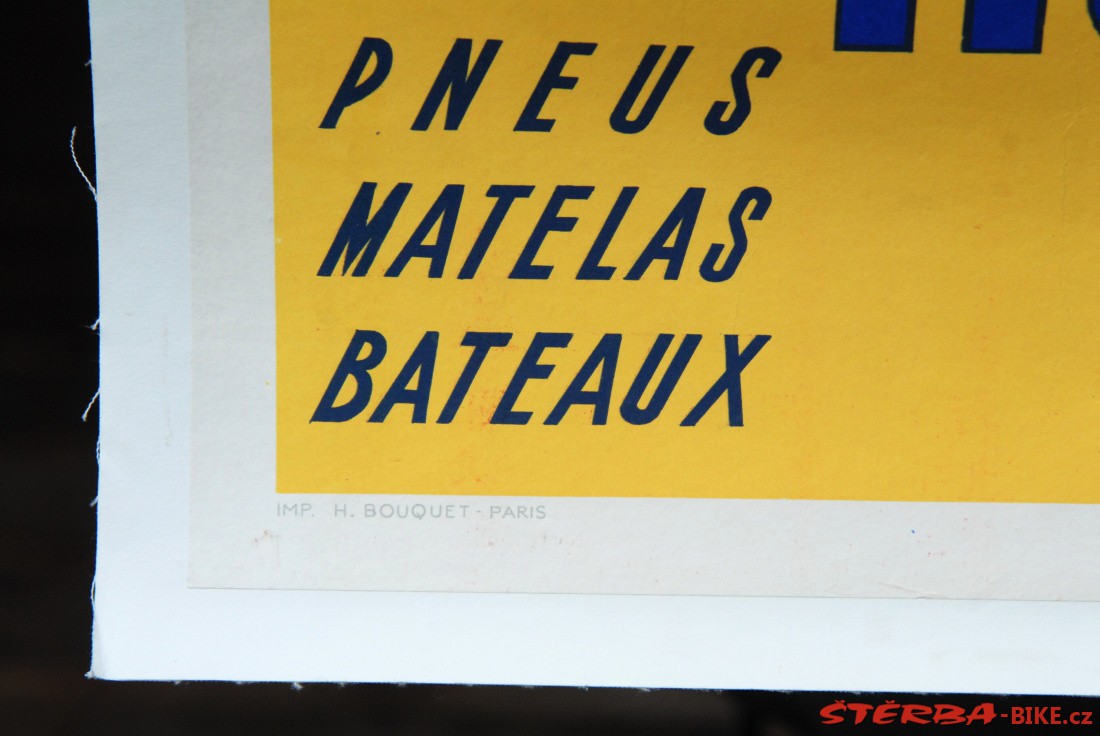 PNEUS
MATELAS
BATEAUX
IMP. H. BOUQUET - PARIS
ŠTĚRBA-BIKE.cz